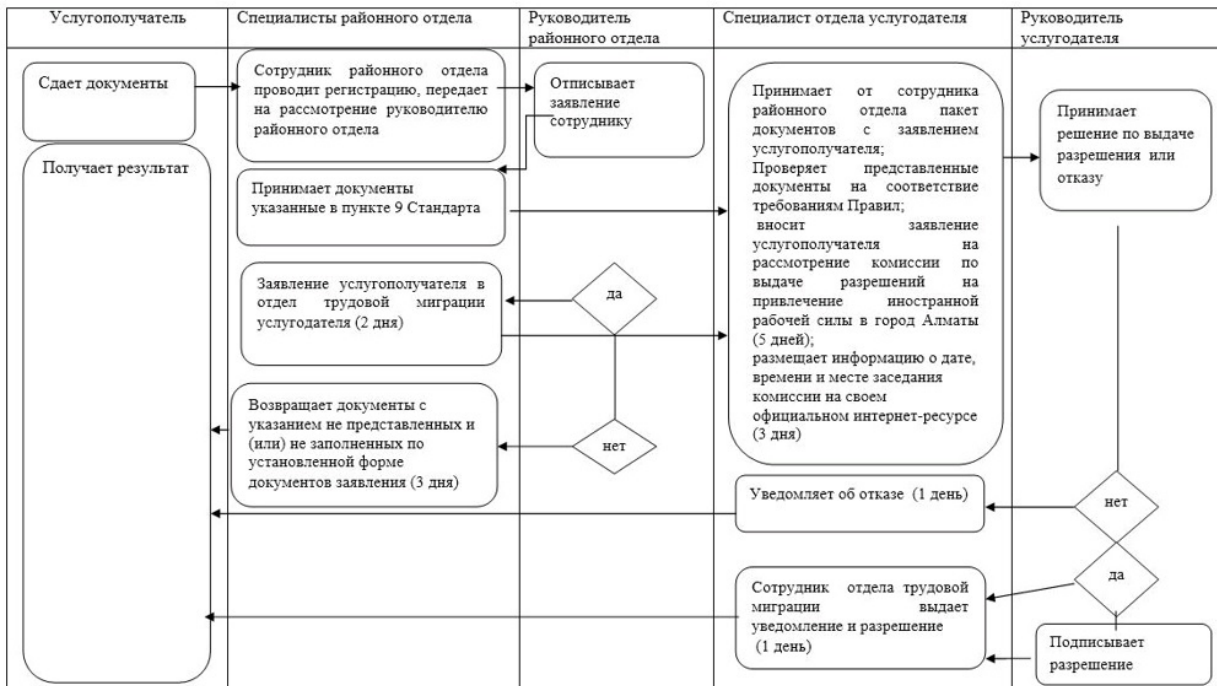 Услугополучатель
Специалисты районного отдела
Руководитель
районного отдела
Специалист отдела услугодателя
Руководитель
услугодателя
Сдает документы
Сотрудник районного отдела
проводит регистрацию, передает
на рассмотрение руководителю
районного отдела
Отписывает
заявление
сотруднику
Принимает от сотрудника
районного отдела пакет
документов с заявлением
услугополучателя;
Проверяет представленные
документы на соответствие
требованиям Правил;
вносит заявление
услугополучателя на
рассмотрение комиссии по
выдаче разрешений на
привлечение иностранной
рабочей силы в город Алматы
(5 дней);
размещает информацию о дате,
времени и месте заседания
комиссии на своем
официальном интернет-ресурсе
(3 дня)
Принимает
решение по выдаче
разрешения или
отказу
Получает результат
Принимает документы
указанные в пункте 9 Стандарта
Заявление услугополучателя в
отдел трудовой миграции
услугодателя (2 дня)
да
Возвращает документы с
указанием не представленных и
(или) не заполненных по
установленной форме
документов заявления (3 дня)
нет
Уведомляет об отказе (1 день)
нет
да
Сотрудник отдела трудовой
миграции выдает
уведомление и разрешение
(1 день)
Подписывает
разрешение